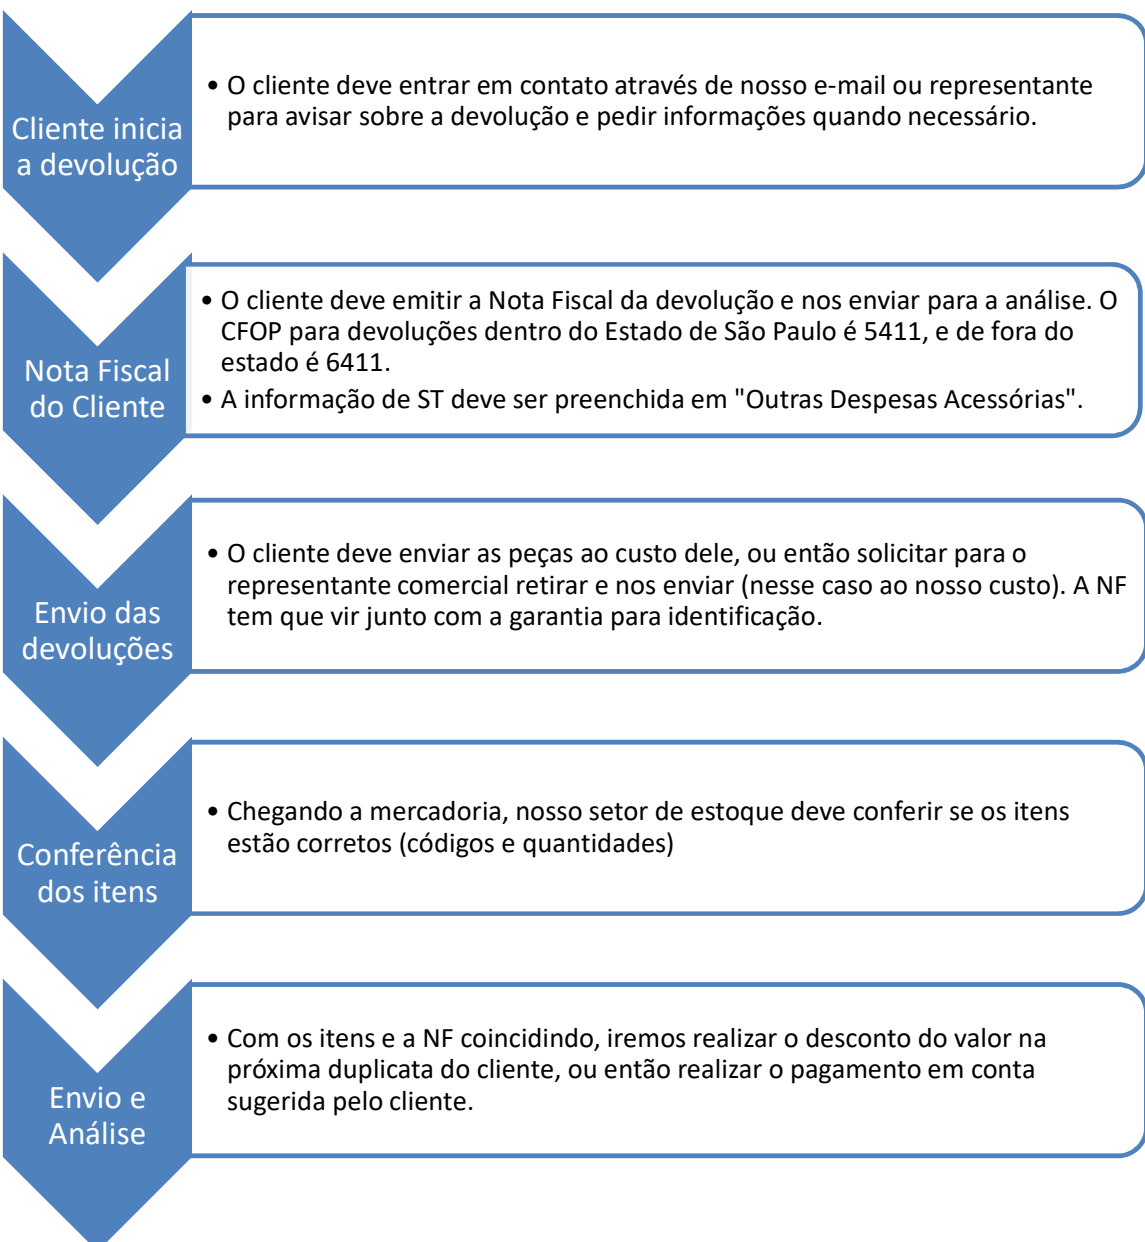 Cliente inicia
a devolução
• O cliente deve entrar em contato através de nosso e-mail ou representante
para avisar sobre a devolução e pedir informações quando necessário.
Nota Fiscal
do Cliente
• O cliente deve emitir a Nota Fiscal da devolução e nos enviar para a análise. O
CFOP para devoluções dentro do Estado de São Paulo é 5411, e de fora do
estado é 6411.
• A informação de ST deve ser preenchida em "Outras Despesas Acessórias".
Envio das
devoluções
• O cliente deve enviar as peças ao custo dele, ou então solicitar para o
representante comercial retirar e nos enviar (nesse caso ao nosso custo). A NF
tem que vir junto com a garantia para identificação.
Conferência
dos itens
• Chegando a mercadoria, nosso setor de estoque deve conferir se os itens
estão corretos (códigos e quantidades)
Envio e
Análise
• Com os itens e a NF coincidindo, iremos realizar o desconto do valor na
próxima duplicata do cliente, ou então realizar o pagamento em conta
sugerida pelo cliente.